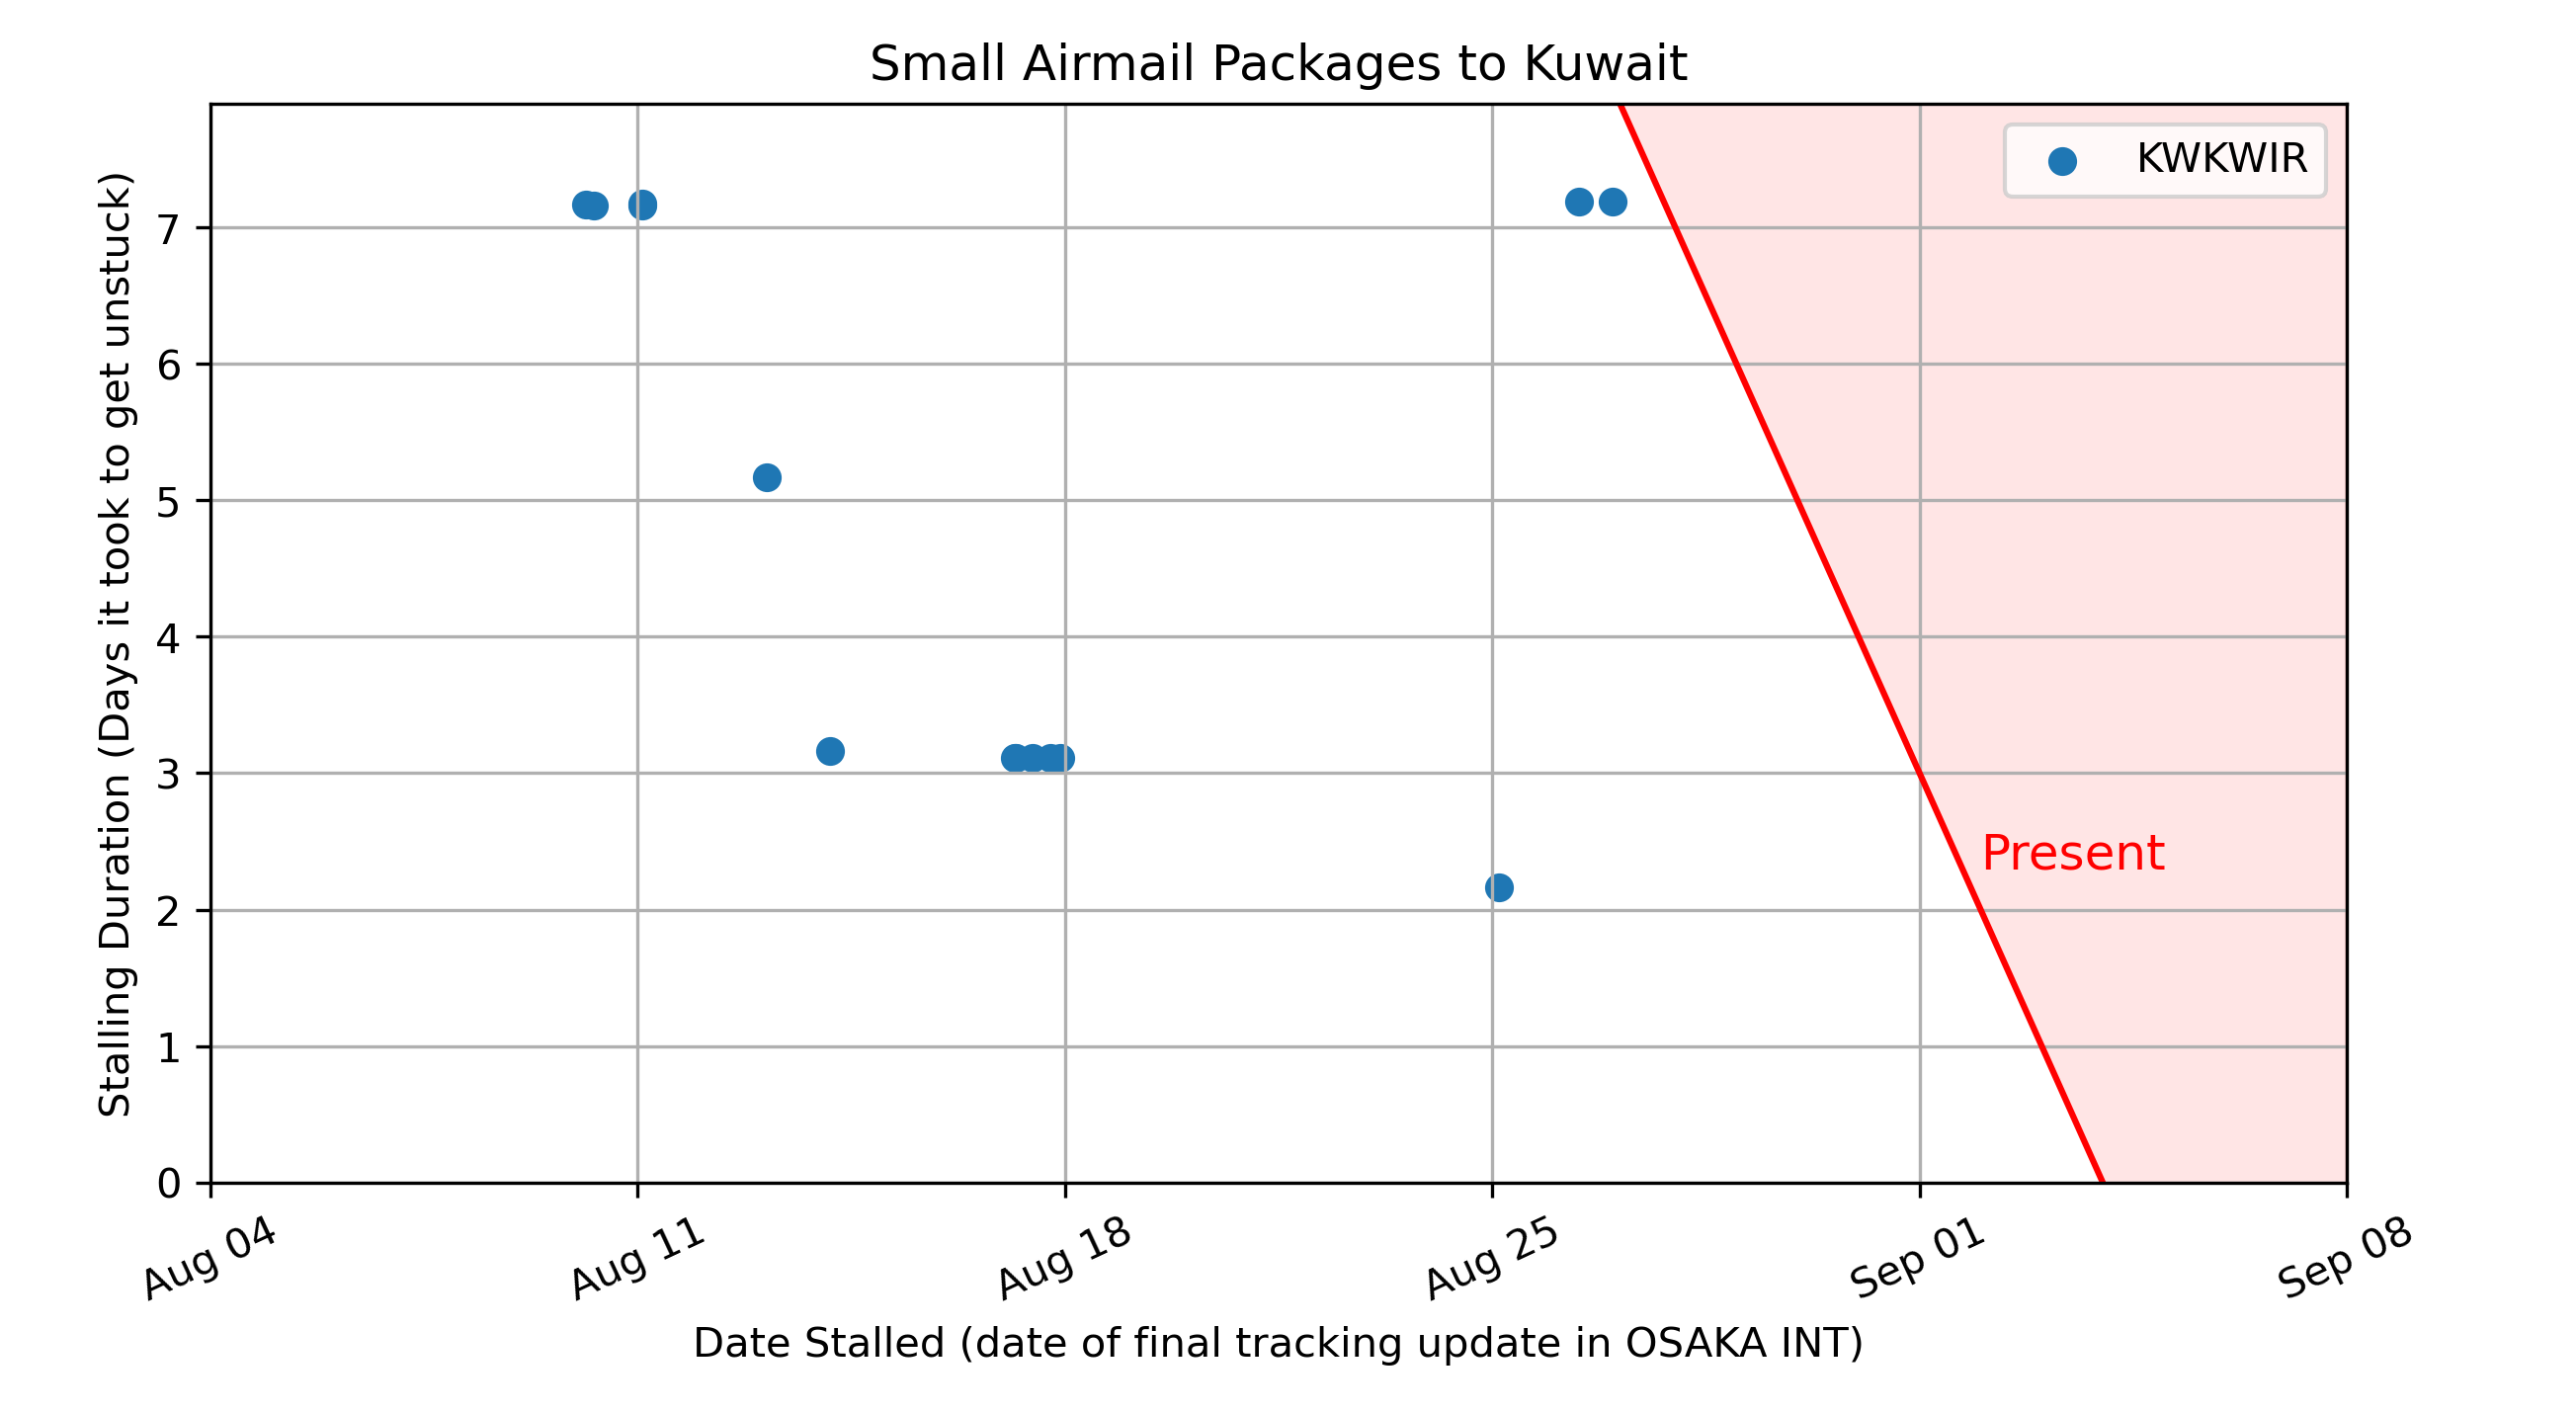 Small Airmail Packages to Kuwait
KWKWIR
Stalling Duration (Days it took to get unstuck)
7
6
5
4
3
2
1
0
Present
Aug 04
Aug 11
Aug 18
Aug 25
Sep 01
Sep 08
Date Stalled (date of final tracking update in OSAKA INT)